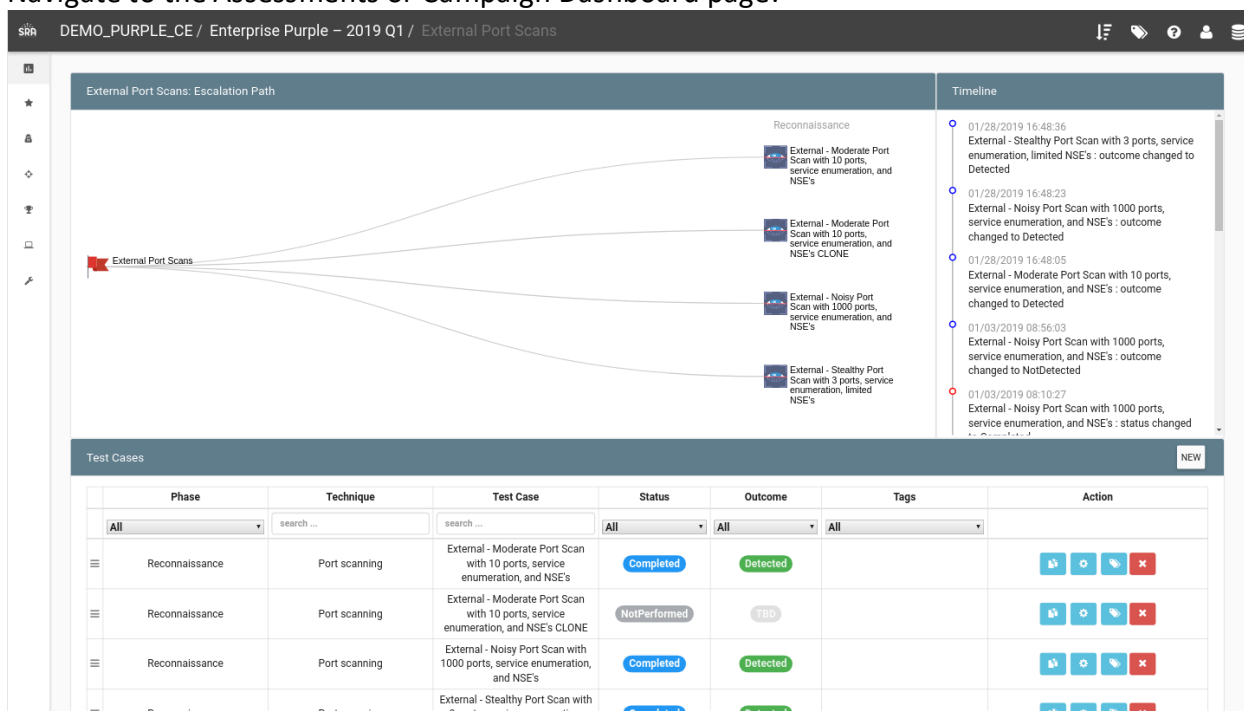 Navigate to the Assessments or Campaign Dashboard page.
SRA DEMO_PURPLE_CE / Enterprise Purple – 2019 Q1 / External Port Scans
External Port Scans: Escalation Path
Reconnaissance
External Port Scans
External - Moderate Port
Scan with 10 ports,
service enumeration, and
NSE's
External - Moderate Port
Scan with 10 ports,
service enumeration, and
NSE's CLONE
External - Noisy Port
Scan with 1000 ports,
service enumeration, and
NSE's
External - Stealthy Port
Scan with 3 ports, service
enumeration, limited
NSE's
Timeline
01/28/2019 16:48:36
External - Stealthy Port Scan with 3 ports, service
enumeration, limited NSE's : outcome changed to
Detected
01/28/2019 16:48:23
External - Noisy Port Scan with 1000 ports,
service enumeration, and NSE's : outcome
changed to Detected
01/28/2019 16:48:05
External - Moderate Port Scan with 10 ports,
service enumeration, and NSE's : outcome
changed to Detected
01/03/2019 08:56:03
External - Noisy Port Scan with 1000 ports,
service enumeration, and NSE's : outcome
changed to NotDetected
01/03/2019 08:10:27
External - Noisy Port Scan with 1000 ports,
service enumeration, and NSE's : status changed
to Completed
Test Cases NEW
Phase Technique Test Case Status Outcome Tags Action
All search ... search ... All All All
Reconnaissance Port scanning External - Moderate Port Scan
with 10 ports, service
enumeration, and NSE's Completed Detected
Reconnaissance Port scanning External - Moderate Port Scan
with 10 ports, service
enumeration, and NSE's CLONE NotPerformed TBD
Reconnaissance Port scanning External - Noisy Port Scan with
1000 ports, service enumeration,
and NSE's Completed Detected
External - Stealthy Port Scan with